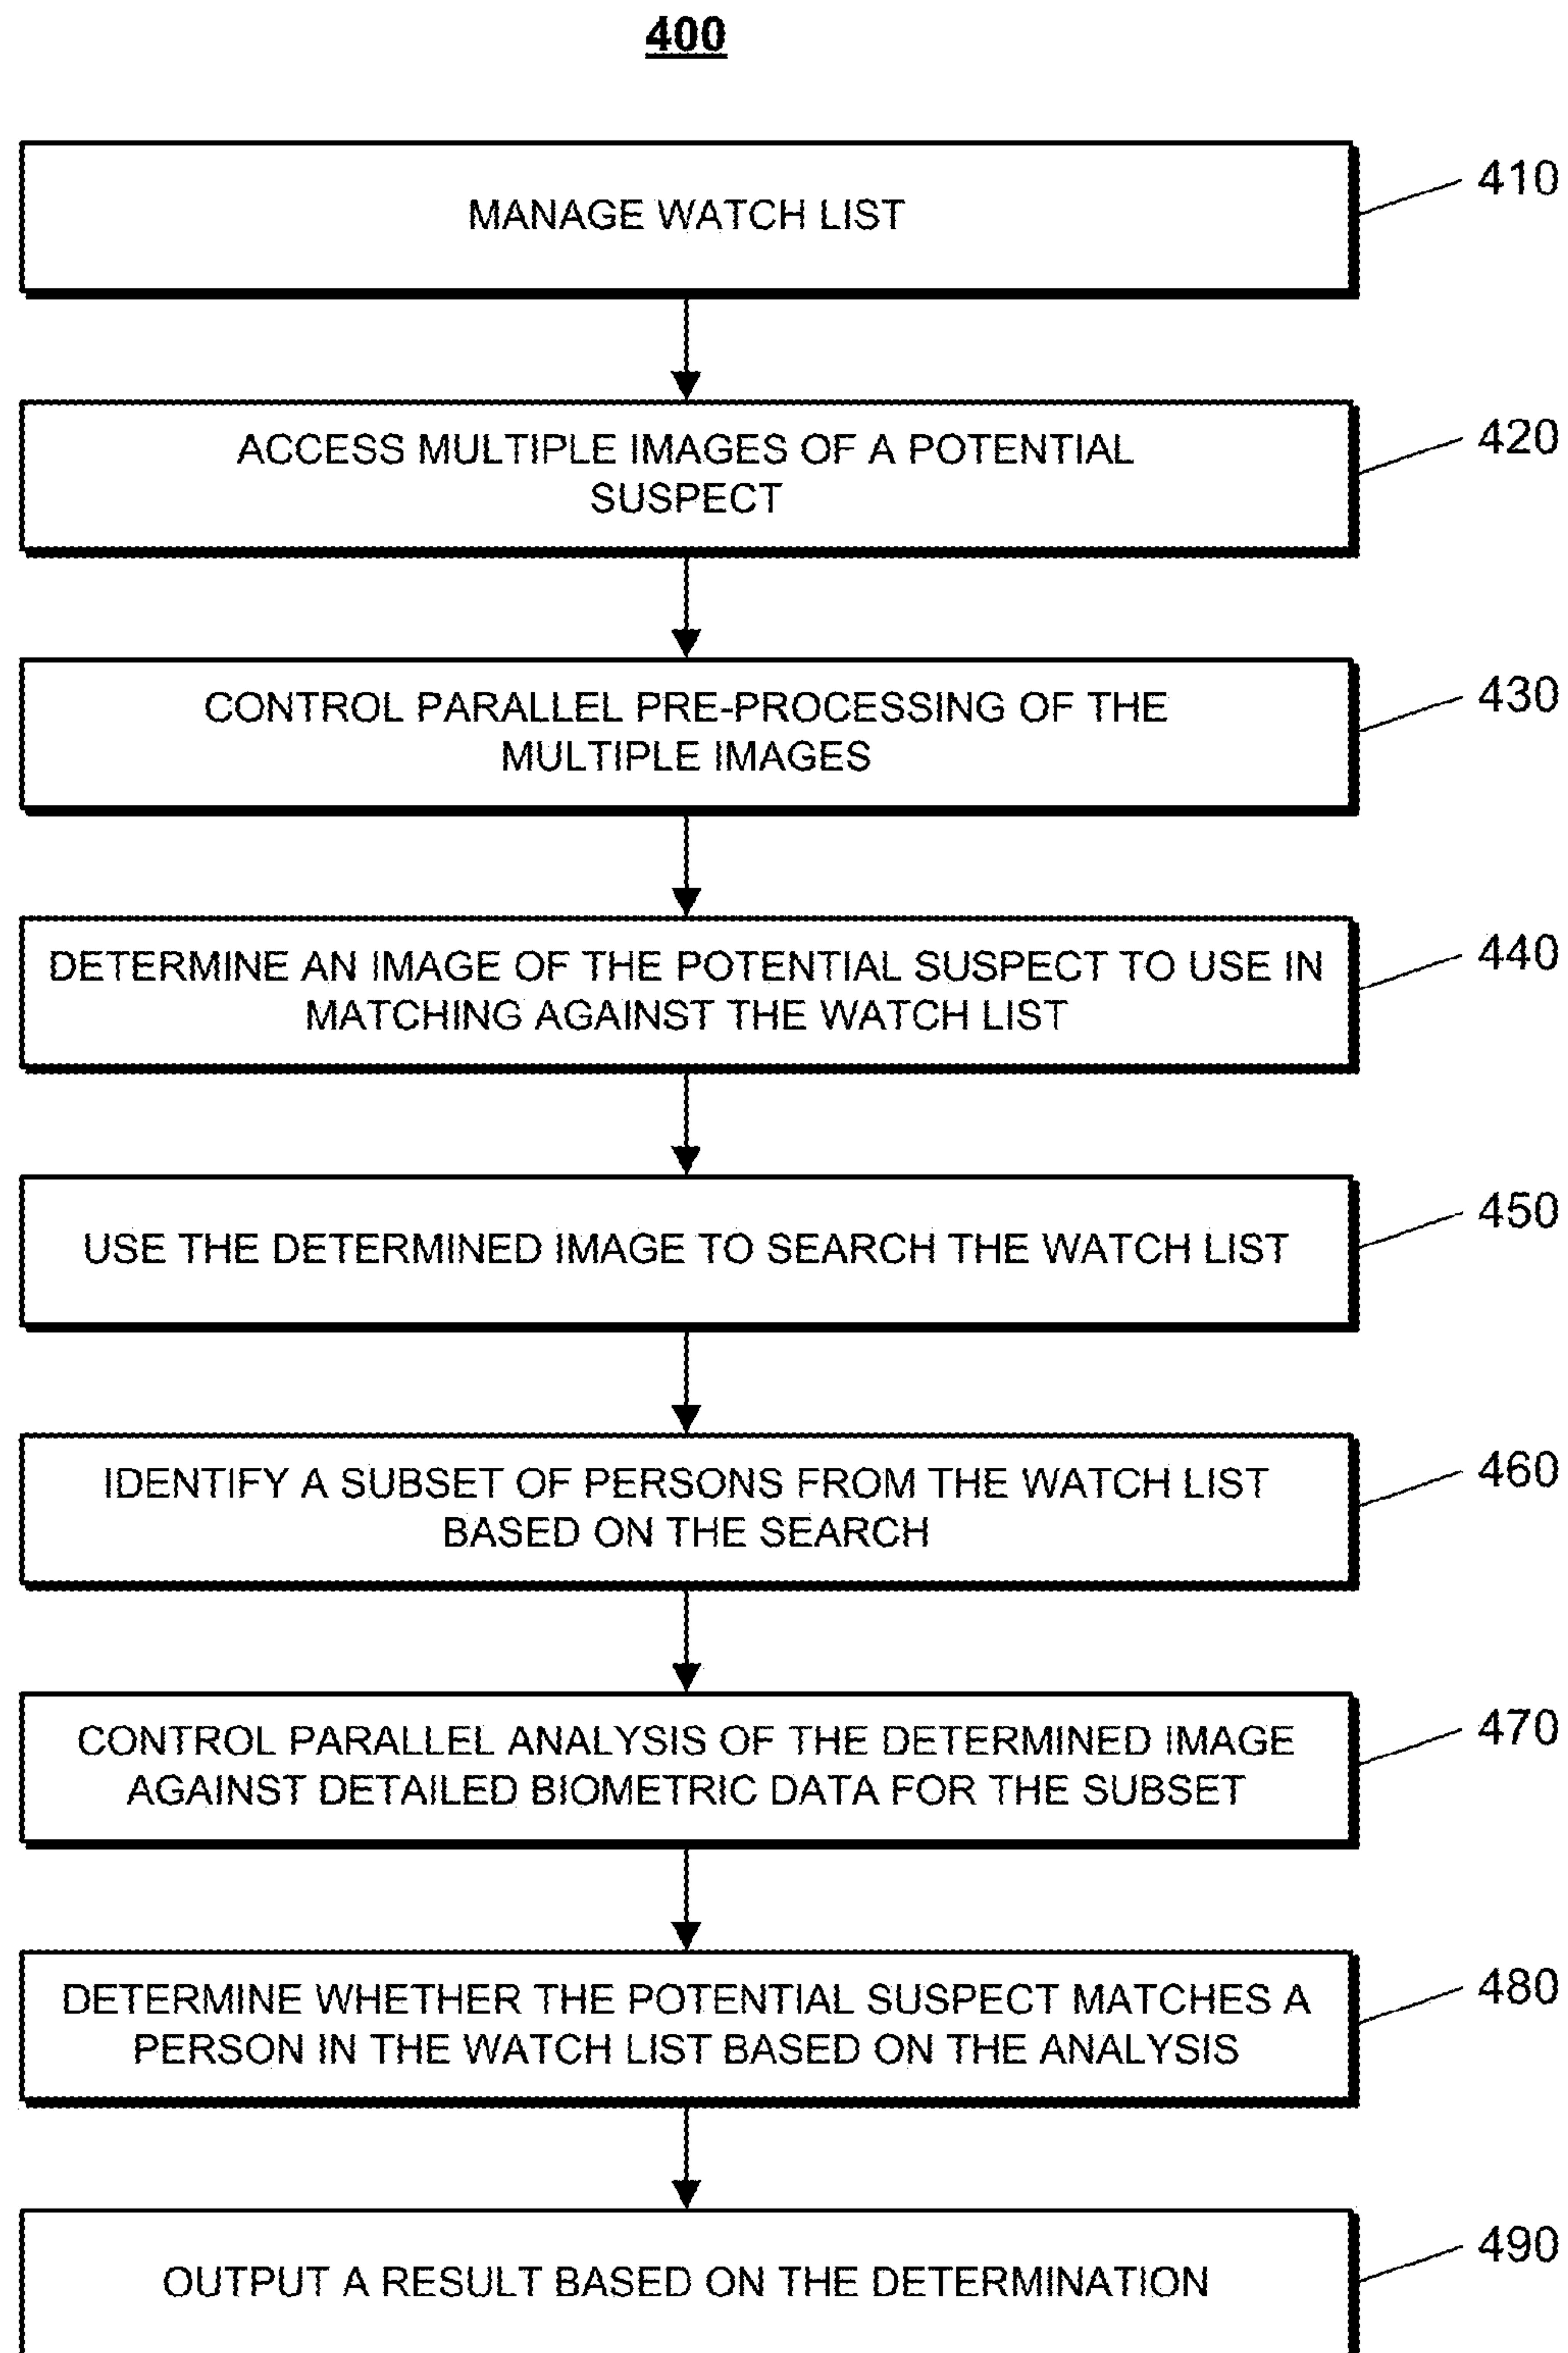 400
MANAGE WATCH LIST
410
ACCESS MULTIPLE IMAGES OF A POTENTIAL
SUSPECT
420
CONTROL PARALLEL PRE-PROCESSING OF THE
MULTIPLE IMAGES
430
DETERMINE AN IMAGE OF THE POTENTIAL SUSPECT TO USE IN
MATCHING AGAINST THE WATCH LIST
440
USE THE DETERMINED IMAGE TO SEARCH THE WATCH LIST
450
IDENTIFY A SUBSET OF PERSONS FROM THE WATCH LIST
BASED ON THE SEARCH
460
CONTROL PARALLEL ANALYSIS OF THE DETERMINED IMAGE
AGAINST DETAILED BIOMETRIC DATA FOR THE SUBSET
470
DETERMINE WHETHER THE POTENTIAL SUSPECT MATCHES A
PERSON IN THE WATCH LIST BASED ON THE ANALYSIS
480
OUTPUT A RESULT BASED ON THE DETERMINATION
490